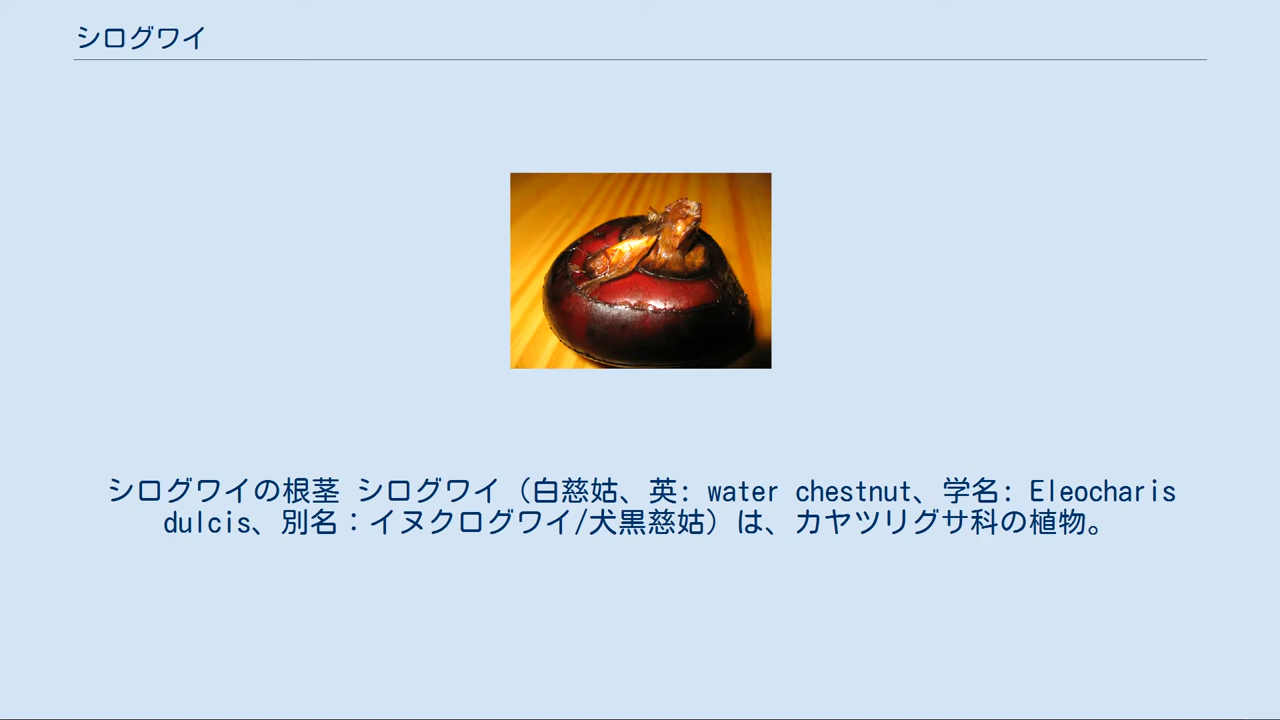 シログワイ
シログワイの根茎 シログワイ（白慈姑、英: water chestnut、学名: Eleocharis
dulcis、別名：イヌクログワイ/犬黒慈姑）は、カヤツリグサ科の植物。